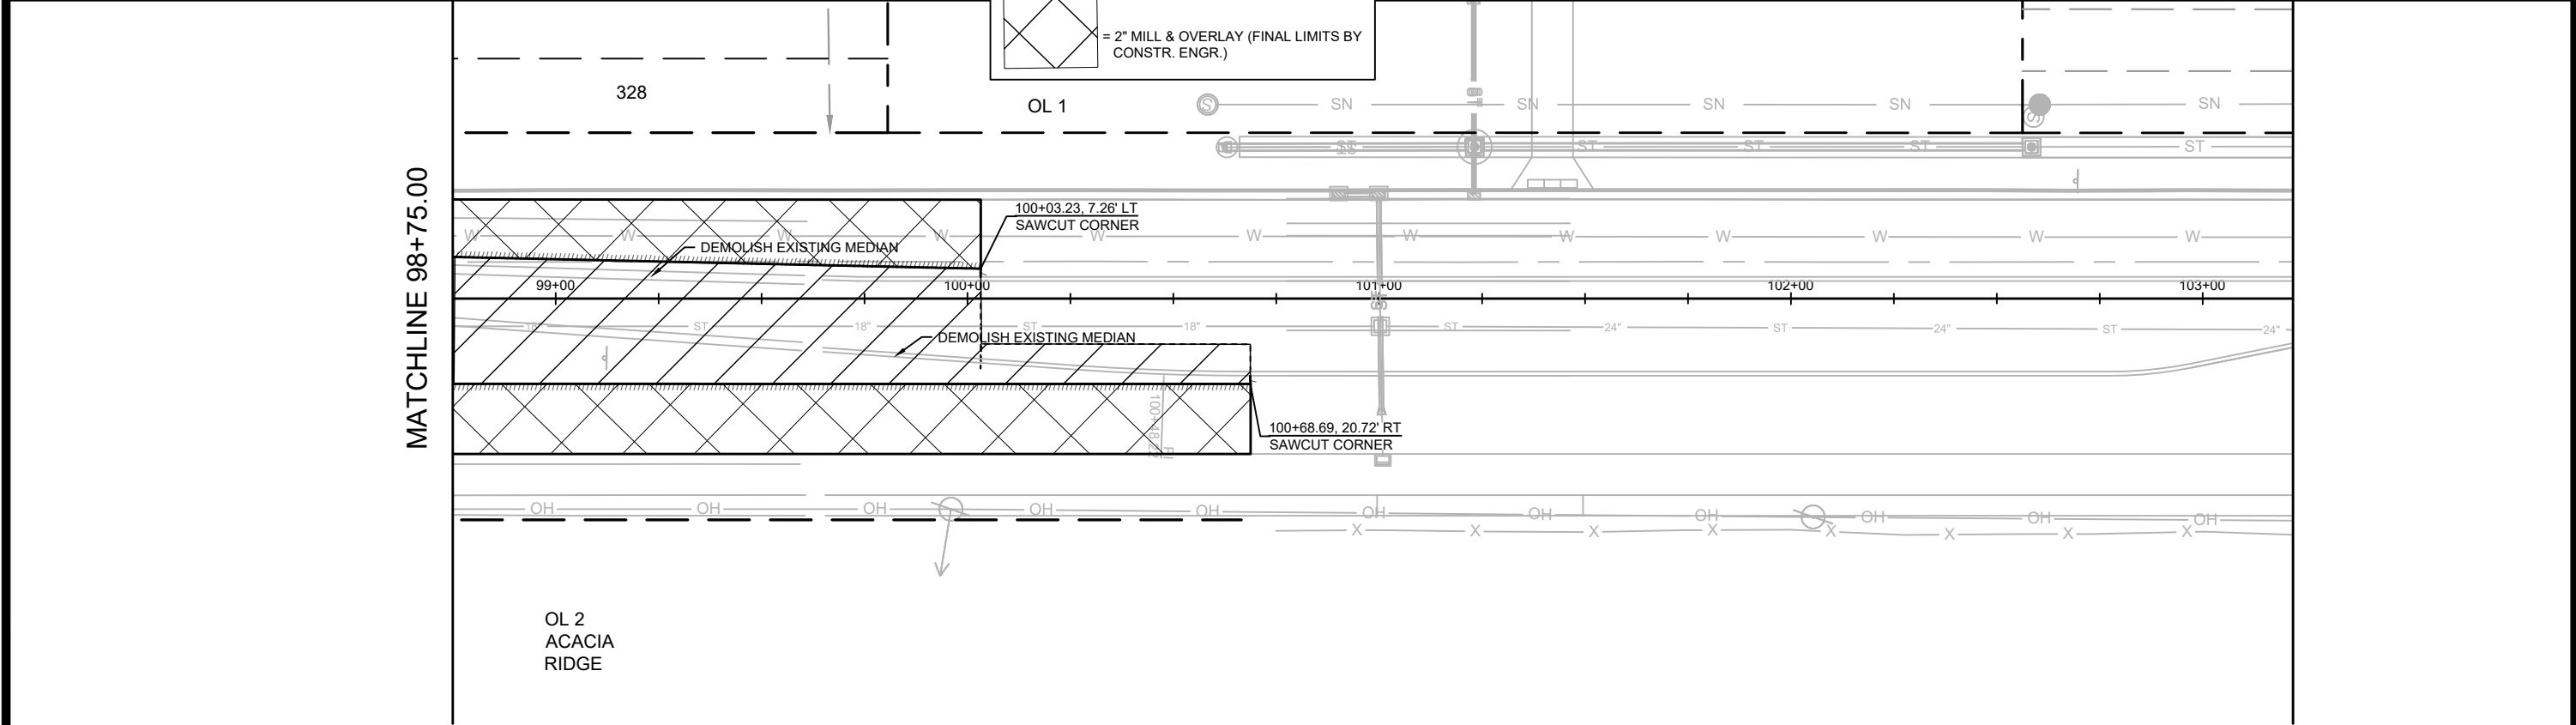 = 2" MILL & OVERLAY (FINAL LIMITS BY
CONSTR. ENGR.)
328
OL 1
S
SN SN SN SN SN
S
ST ST ST ST ST
MATCHLINE 98+75.00
100+03.23, 7.26' LT
SAWCUT CORNER
W W W W W W W W W W W W
DEMOLISH EXISTING MEDIAN
99+00 100+00 101+00 102+00 103+00
18" ST 18" ST 18" ST 24" ST 24" ST 24"
DEMOLISH EXISTING MEDIAN
100+68.69, 20.72' RT
SAWCUT CORNER
OH OH OH OH OH OH OH OH OH OH OH
X X X X X X X X
OL 2
ACACIA
RIDGE